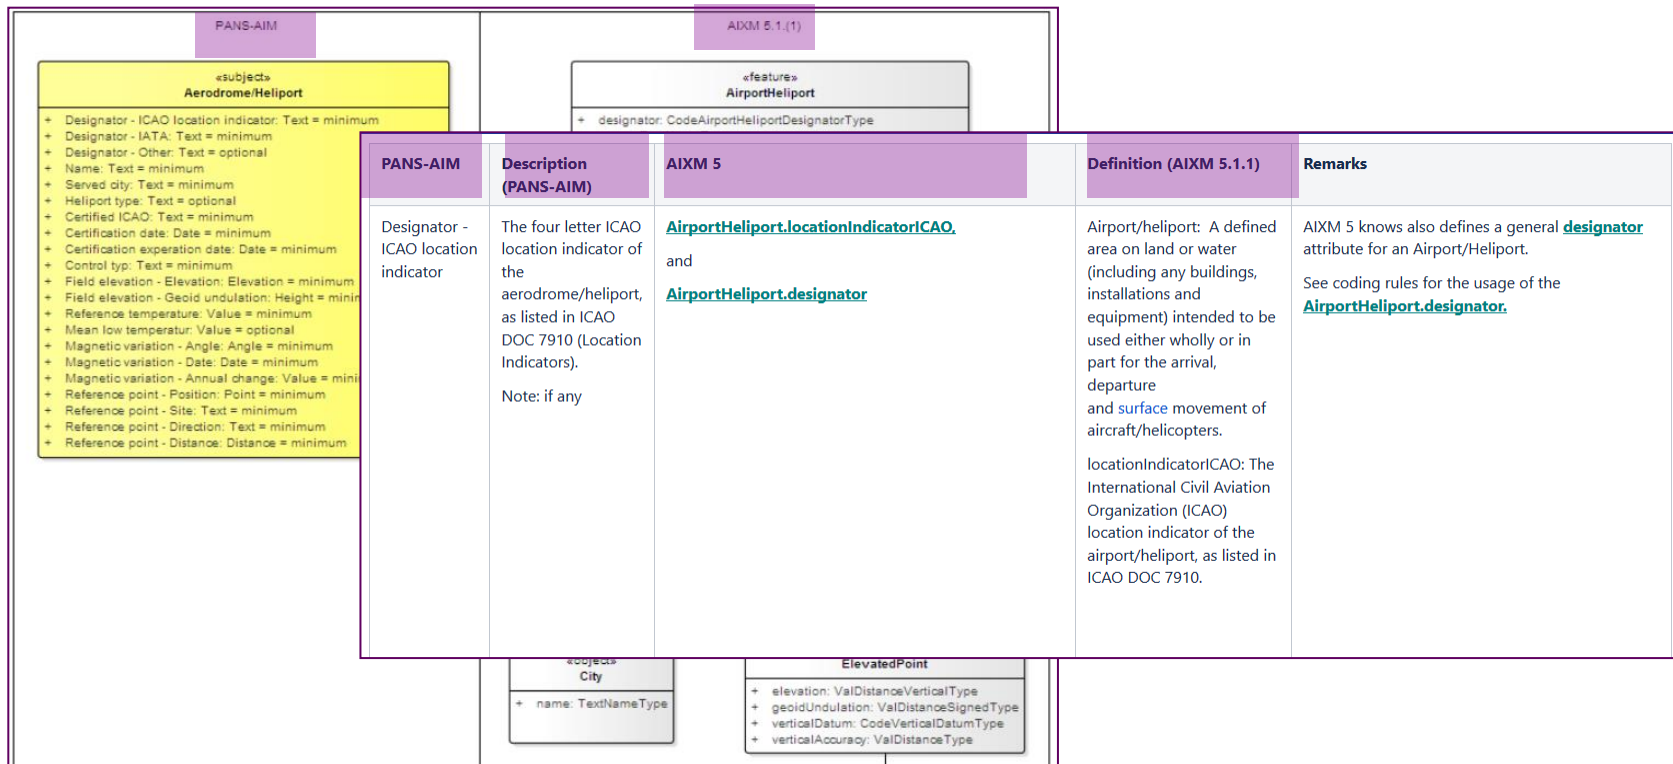 PANS-AIM
AIXM 5.1.(1)
«subject»
Aerodrome/Heliport
+ Designator - ICAO location indicator: Text = minimum
+ Designator - IATA: Text = minimum
+ Designator - Other: Text = optional
+ Name: Text = minimum
+ Served city: Text = minimum
+ Heliport type: Text = optional
+ Certified ICAO: Text = minimum
+ Certification date: Date = minimum
+ Certification experation date: Date = minimum
+ Control typ: Text = minimum
+ Field elevation - Elevation: Elevation = minimum
+ Field elevation - Geoid undulation: Height = minin
+ Reference temperature: Value = minimum
+ Mean low temperatur: Value = optional
+ Magnetic variation - Angle: Angle = minimum
+ Magnetic variation - Date: Date = minimum
+ Magnetic variation - Annual change: Value = mini
+ Reference point - Position: Point = minimum
+ Reference point - Site: Text = minimum
+ Reference point - Direction: Text = minimum
+ Reference point - Distance: Distance = minimum
«feature»
AirportHeliport
+ designator: CodeAirportHeliportDesignatorType
PANS-AIM
Description
(PANS-AIM)
AIXM 5
Definition (AIXM 5.1.1)
Remarks
Designator -
ICAO location
indicator
The four letter ICAO
location indicator of
the
aerodrome/heliport,
as listed in ICAO
DOC 7910 (Location
Indicators).
Note: if any
AirportHeliport.locationIndicatorICAO,
and
AirportHeliport.designator
Airport/heliport: A defined
area on land or water
(including any buildings,
installations and
equipment) intended to be
used either wholly or in
part for the arrival,
departure
and surface movement of
aircraft/helicopters.
locationIndicatorICAO: The
International Civil Aviation
Organization (ICAO)
location indicator of the
airport/heliport, as listed in
ICAO DOC 7910.
AIXM 5 knows also defines a general designator
attribute for an Airport/Heliport.
See coding rules for the usage of the
AirportHeliport.designator.
«object»
City
+ name: TextNameType
ElevatedPoint
+ elevation: ValDistanceVerticalType
+ geoidUndulation: ValDistanceSignedType
+ verticalDatum: CodeVerticalDatumType
+ verticalAccuracy: ValDistanceType